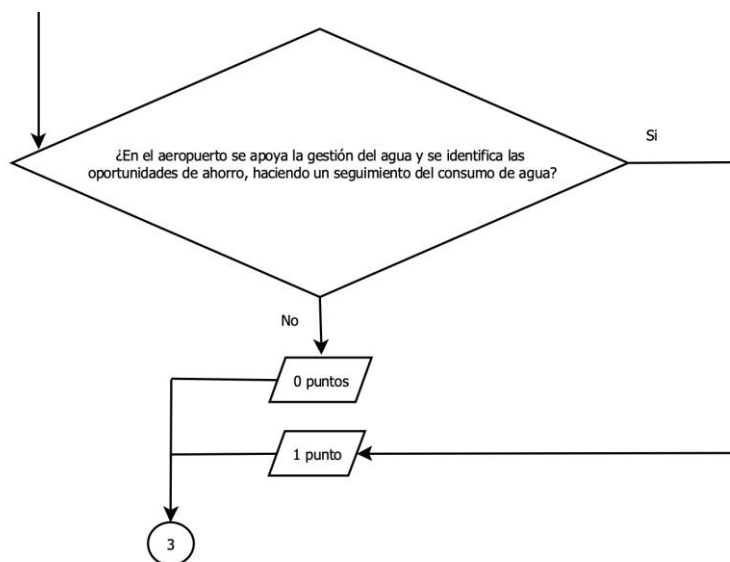 ¿En el aeropuerto se apoya la gestión del agua y se identifica las
oportunidades de ahorro, haciendo un seguimiento del consumo de agua?
Si
No
0 puntos
1 punto
3